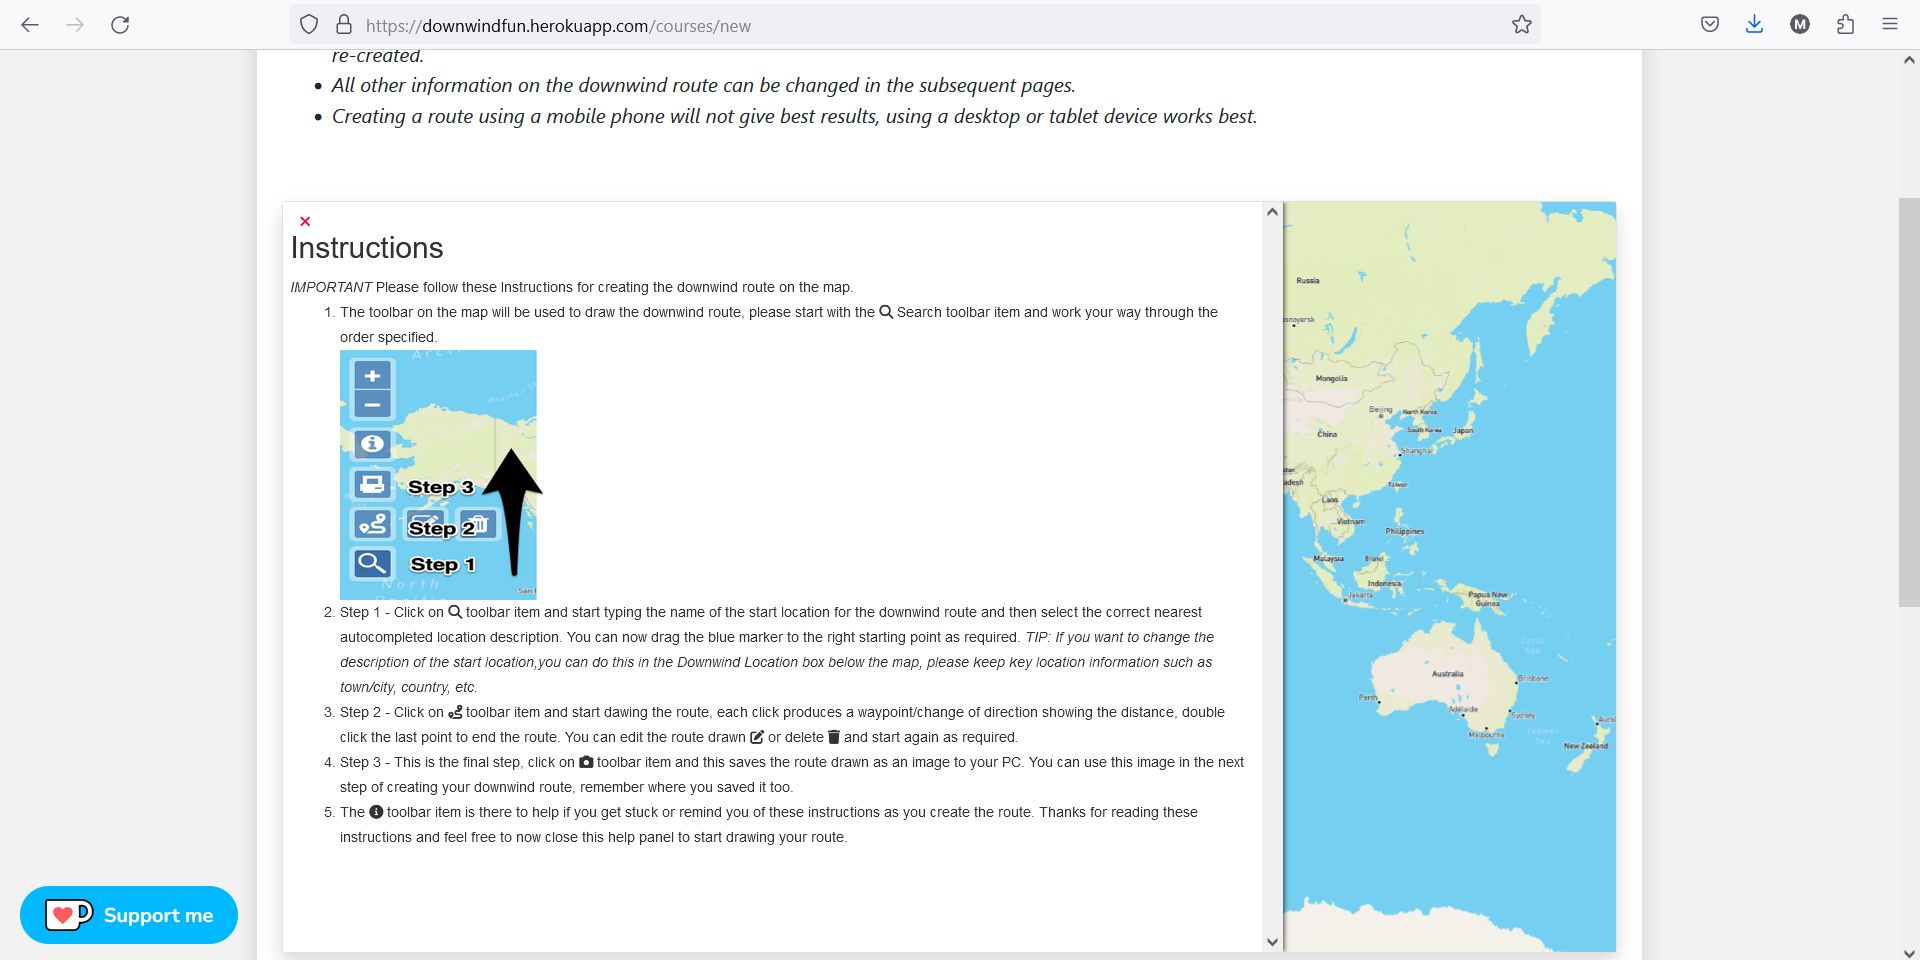 https://downwindfun.herokuapp.com/courses/new
M
re-created.
• All other information on the downwind route can be changed in the subsequent pages.
• Creating a route using a mobile phone will not give best results, using a desktop or tablet device works best.
Instructions
IMPORTANT Please follow these Instructions for creating the downwind route on the map.
1. The toolbar on the map will be used to draw the downwind route, please start with the Search toolbar item and work your way through the
order specified.
Step 3
Step 2
Step 1
North
2. Step 1 - Click on toolbar item and start typing the name of the start location for the downwind route and then select the correct nearest
autocompleted location description. You can now drag the blue marker to the right starting point as required. TIP: If you want to change the
description of the start location,you can do this in the Downwind Location box below the map, please keep key location information such as
town/city, country, etc.
3. Step 2 - Click on toolbar item and start dawing the route, each click produces a waypoint/change of direction showing the distance, double
click the last point to end the route. You can edit the route drawn or delete and start again as required.
4. Step 3 - This is the final step, click on toolbar item and this saves the route drawn as an image to your PC. You can use this image in the next
step of creating your downwind route, remember where you saved it too.
5. The toolbar item is there to help if you get stuck or remind you of these instructions as you create the route. Thanks for reading these
instructions and feel free to now close this help panel to start drawing your route.
Russia
snoyarsk
Mongolia
Beijing
North Korea
South Korea
Japan
China
Shanghai
adesh
Taiwan
Laos
Vietnam
Philippines
Malaysia
Brunei
Indonesia
Jakarta
Papua New
Guinea
Coral
Sea
Australia
Brisbane
Perth
Adelaide
Sydney
Melbourne
Tasman
Sea
Auckl
New Zealand
Support me